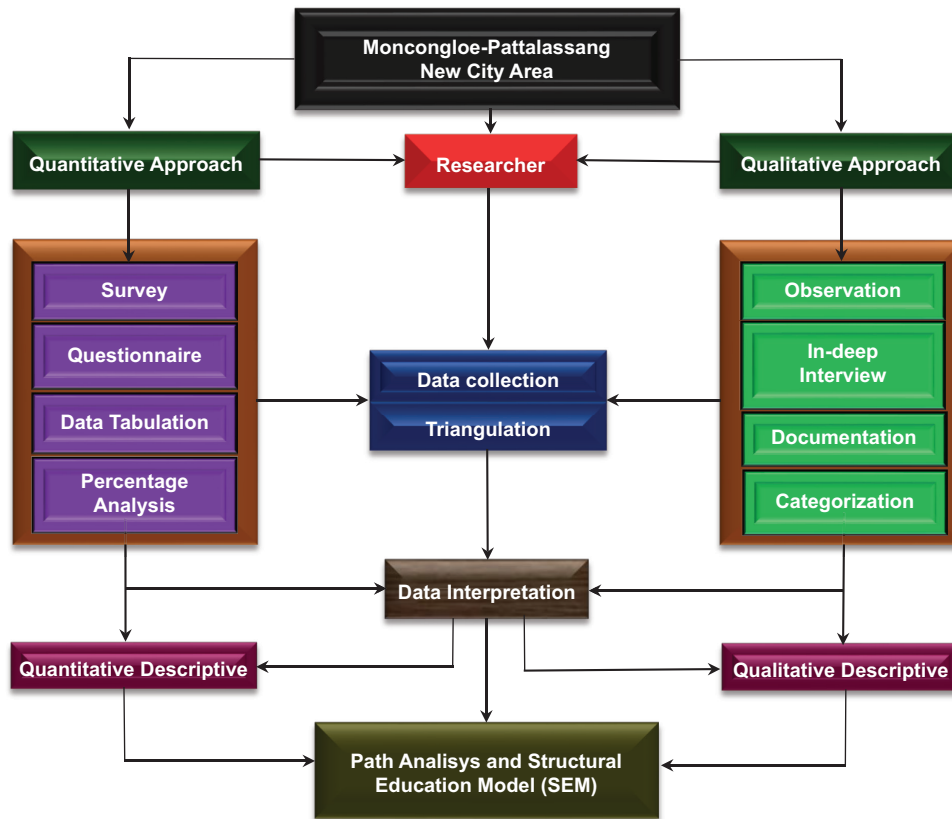 Moncongloe-Pattalassang
New City Area
Quantitative Approach
Researcher
Qualitative Approach
Survey
Questionnaire
Data Tabulation
Percentage
Analysis
Data collection
Triangulation
Observation
In-deep
Interview
Documentation
Categorization
Data Interpretation
Quantitative Descriptive
Qualitative Descriptive
Path Analisys and Structural
Education Model (SEM)